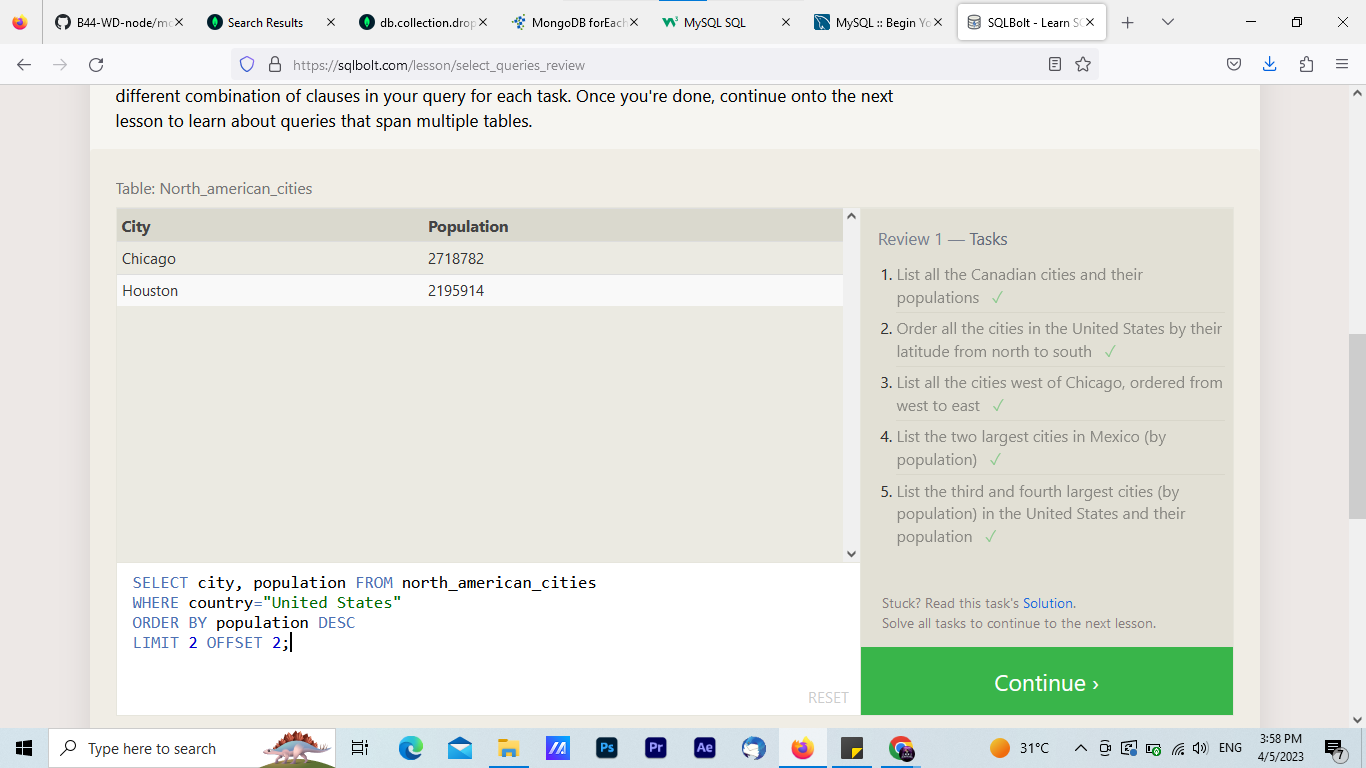 B44-WD-node/mo
Search Results
db.collection.drop
MongoDB forEach
MySQL SQL
MySQL :: Begin Yo
SQLBolt - Learn SQ
https://sqlbolt.com/lesson/select_queries_review
different combination of clauses in your query for each task. Once you're done, continue onto the next
lesson to learn about queries that span multiple tables.
Table: North_american_cities
City Population
Chicago 2718782
Houston 2195914
Review 1 — Tasks
1. List all the Canadian cities and their
populations ✓
2. Order all the cities in the United States by their
latitude from north to south ✓
3. List all the cities west of Chicago, ordered from
west to east ✓
4. List the two largest cities in Mexico (by
population) ✓
5. List the third and fourth largest cities (by
population) in the United States and their
population ✓
SELECT city, population FROM north_american_cities
WHERE country="United States"
ORDER BY population DESC
LIMIT 2 OFFSET 2;
RESET
Stuck? Read this task's Solution.
Solve all tasks to continue to the next lesson.
Continue ›
Type here to search
Ps
Pr
Ae
31°C
ENG
3:58 PM
4/5/2023
7